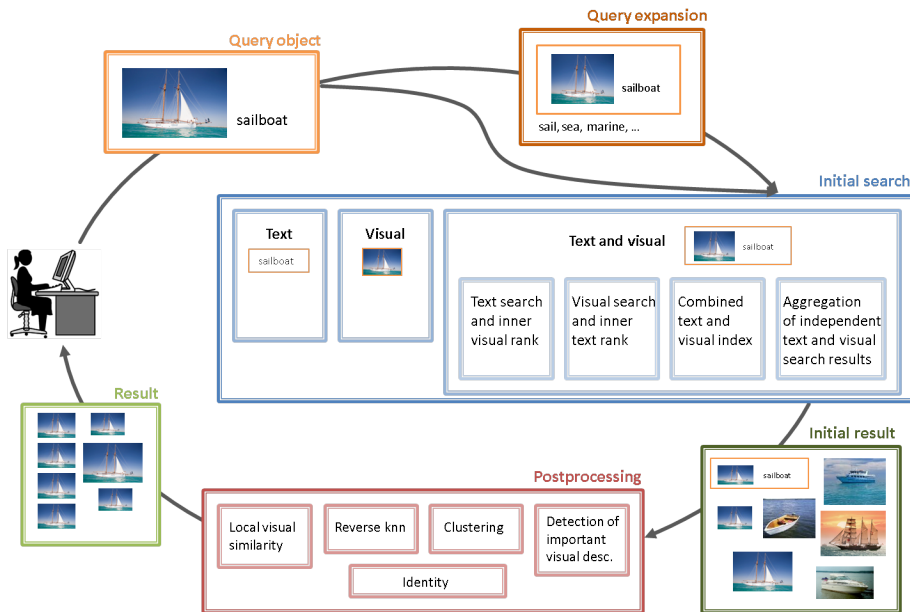 Query expansion
Query object
sailboat
sailboat
sail, sea, marine, ...
Initial search
Text
sailboat
Visual
Text and visual
sailboat
Text search
and inner
visual rank
Visual search
and inner
text rank
Combined
text and
visual index
Aggregation
of independent
text and visual
search results
Result
Initial result
sailboat
Postprocessing
Local visual
similarity
Reverse knn
Clustering
Detection of
important
visual desc.
Identity